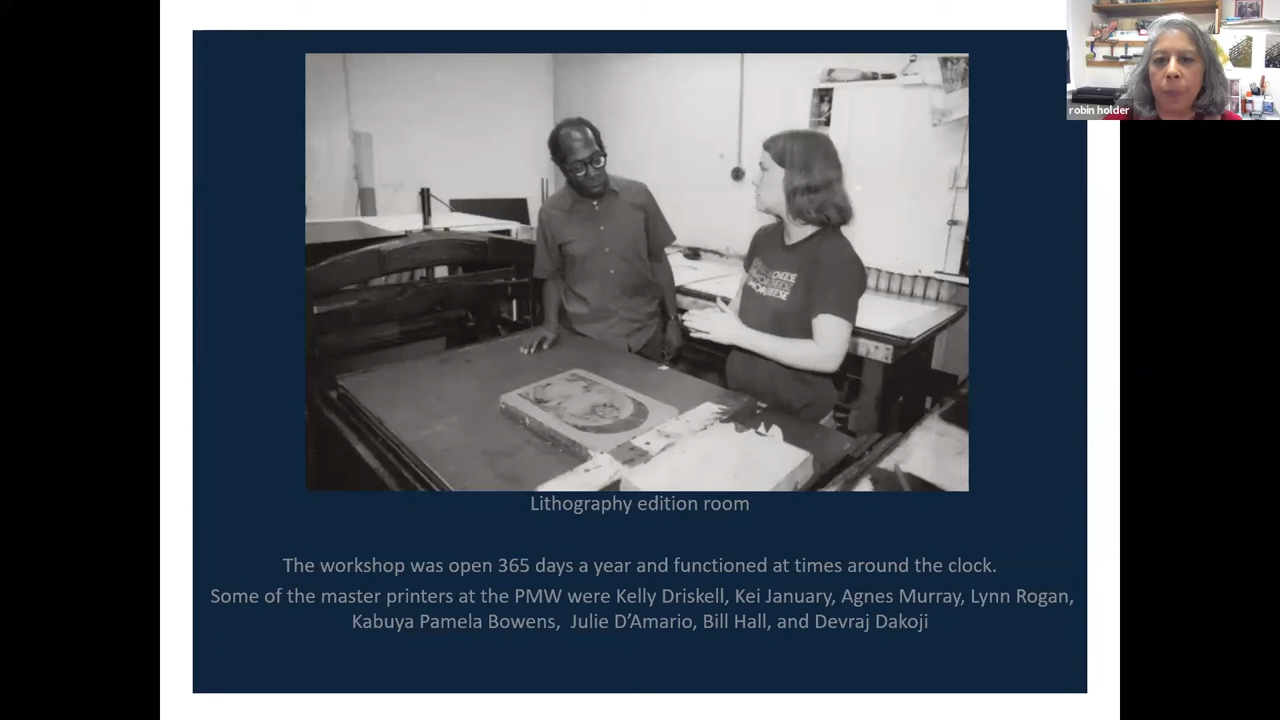 robin holder
CHEESE
Lithography edition room
The workshop was open 365 days a year and functioned at times around the clock.
Some of the master printers at the PMW were Kelly Driskell, Kei January, Agnes Murray, Lynn Rogan,
Kabuya Pamela Bowens, Julie D’Amario, Bill Hall, and Devraj Dakoji